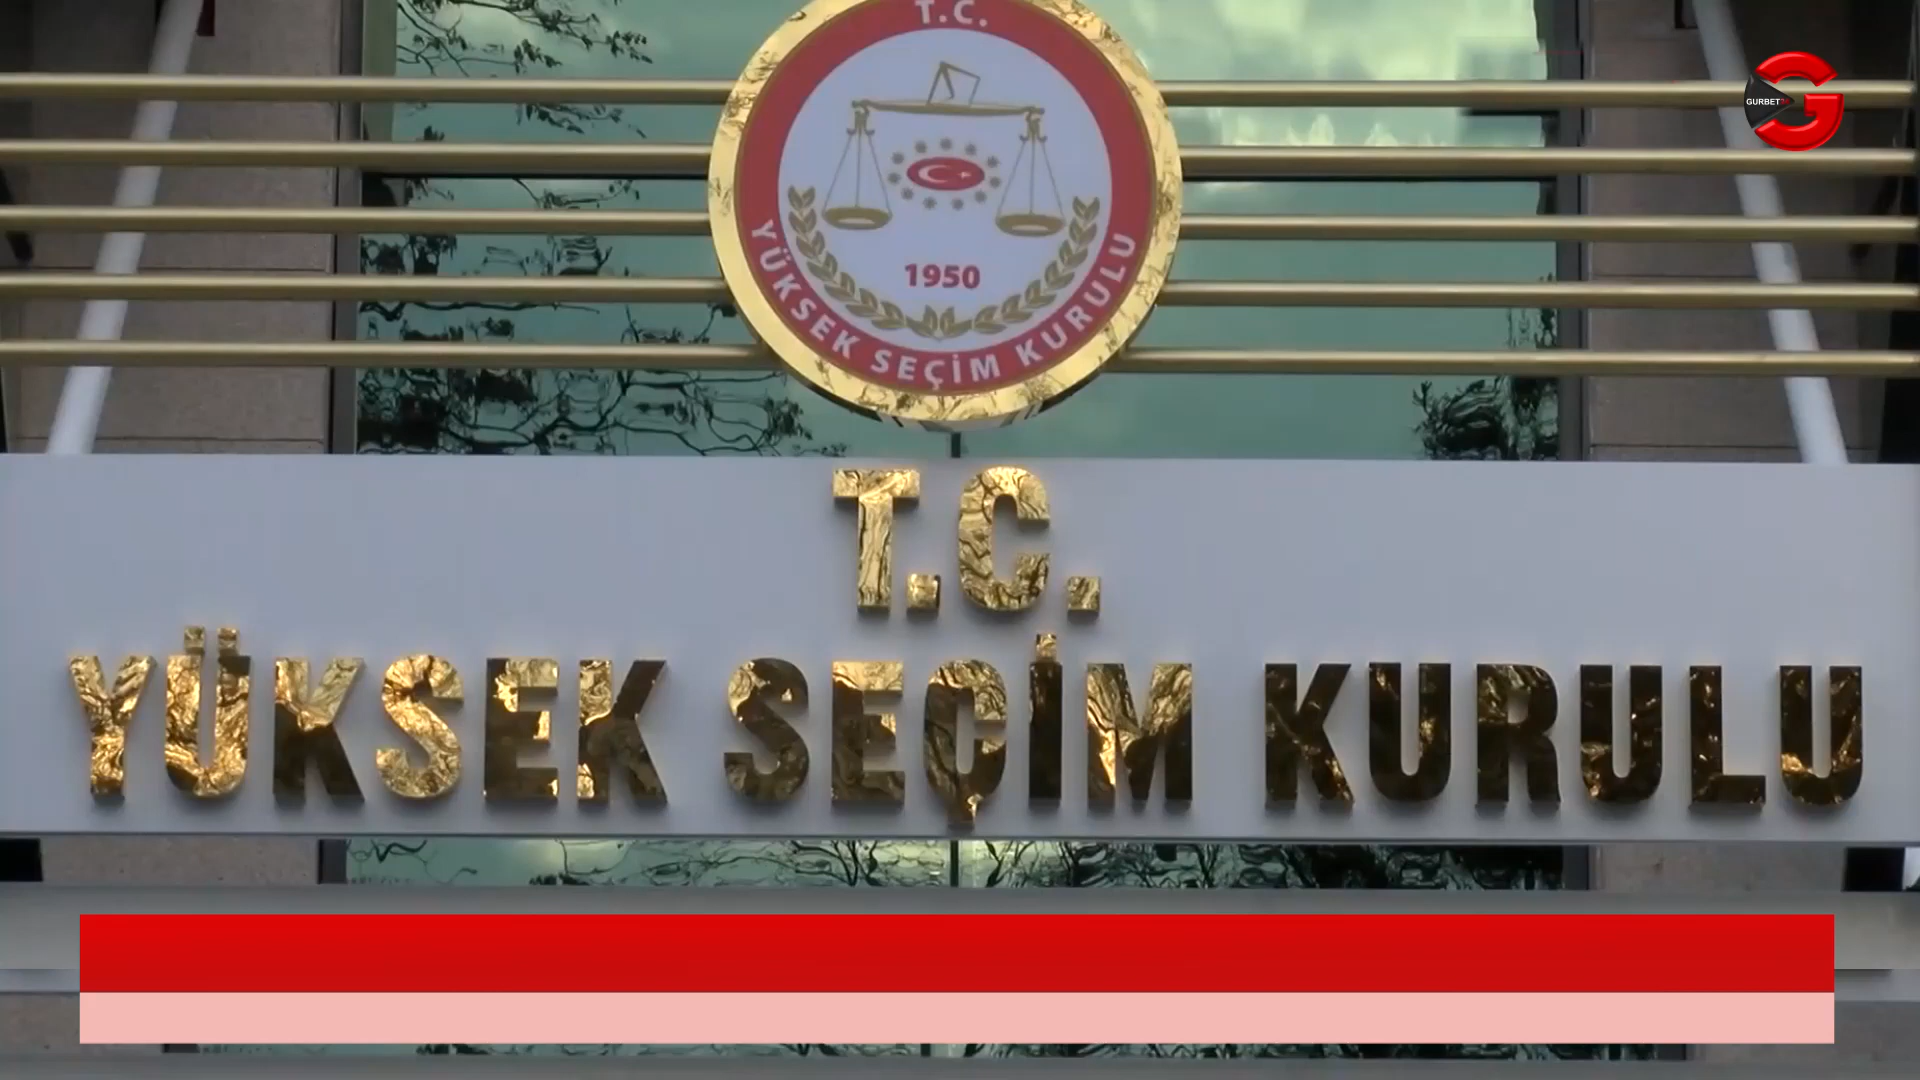 T.C.
1950
YÜKSEK SEÇİM KURULU
GURBET
T.C.
YÜKSEK SEÇİM KURULU